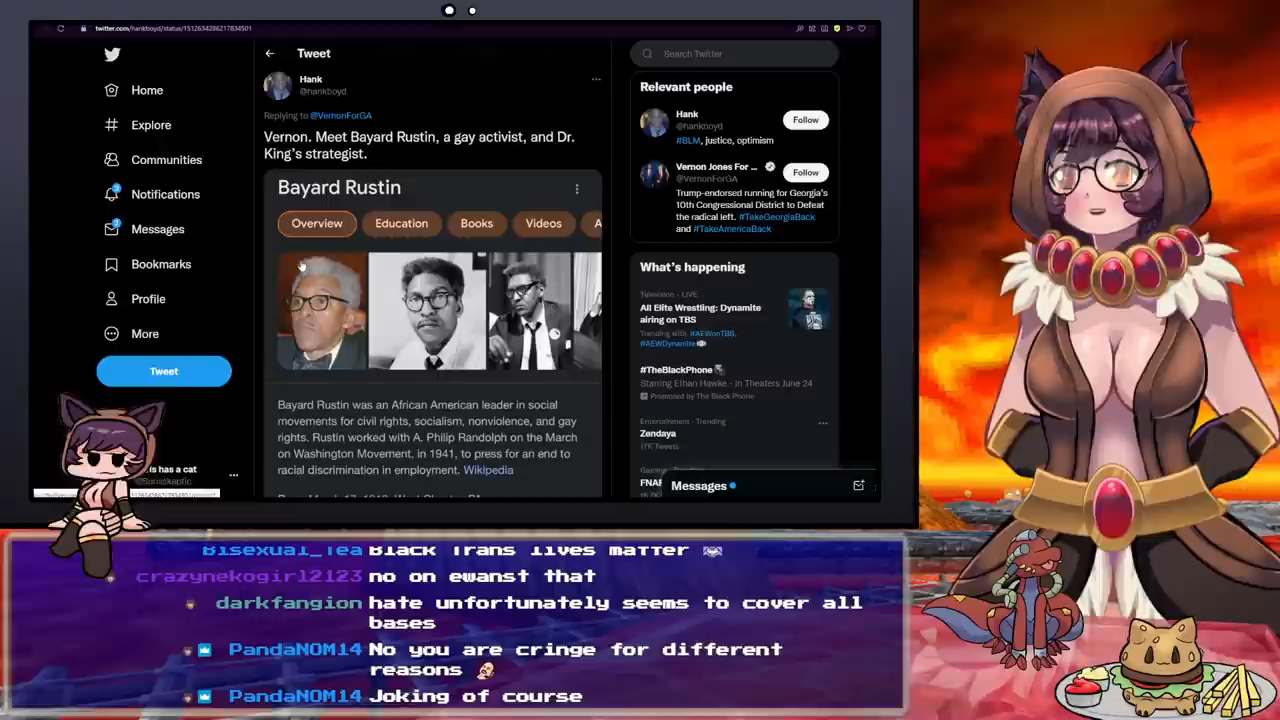 twitter.com/hankboyd/status/1512634286217834501
Home
Explore
Communities
Notifications
Messages
Bookmarks
Profile
More
Tweet
is has a cat
Tweet
Hank
@hankboyd
Replying to @VernonForGA
Vernon. Meet Bayard Rustin, a gay activist, and Dr.
King's strategist.
Bayard Rustin
Overview
Education
Books
Videos
A
Bayard Rustin was an African American leader in social
movements for civil rights, socialism, nonviolence, and gay
rights. Rustin worked with A. Philip Randolph on the March
on Washington Movement, in 1941, to press for an end to
racial discrimination in employment. Wikipedia
Search Twitter
Relevant people
Hank
@hankboyd
Follow
#BLM, justice, optimism
Vernon Jones For ...
@VernonForGA
Follow
Trump-endorsed running for Georgia's
10th Congressional District to Defeat
the radical left. #TakeGeorgiaBack
and #TakeAmericaBack
What's happening
Television · LIVE
All Elite Wrestling: Dynamite
airing on TBS
Trending with #AEWonTBS,
#AEWDynamite
#TheBlackPhone
Starring Ethan Hawke - In Theaters June 24
Promoted by The Black Phone
Entertainment · Trending
Zendaya
17K Tweets
Messages
Bisexual_Tea Black Trans lives matter
crazynekogirl2123 no on ewanst that
darkfangion hate unfortunately seems to cover all
bases
PandaNOM14 No you are cringe for different
reasons
PandaNOM14 Joking of course